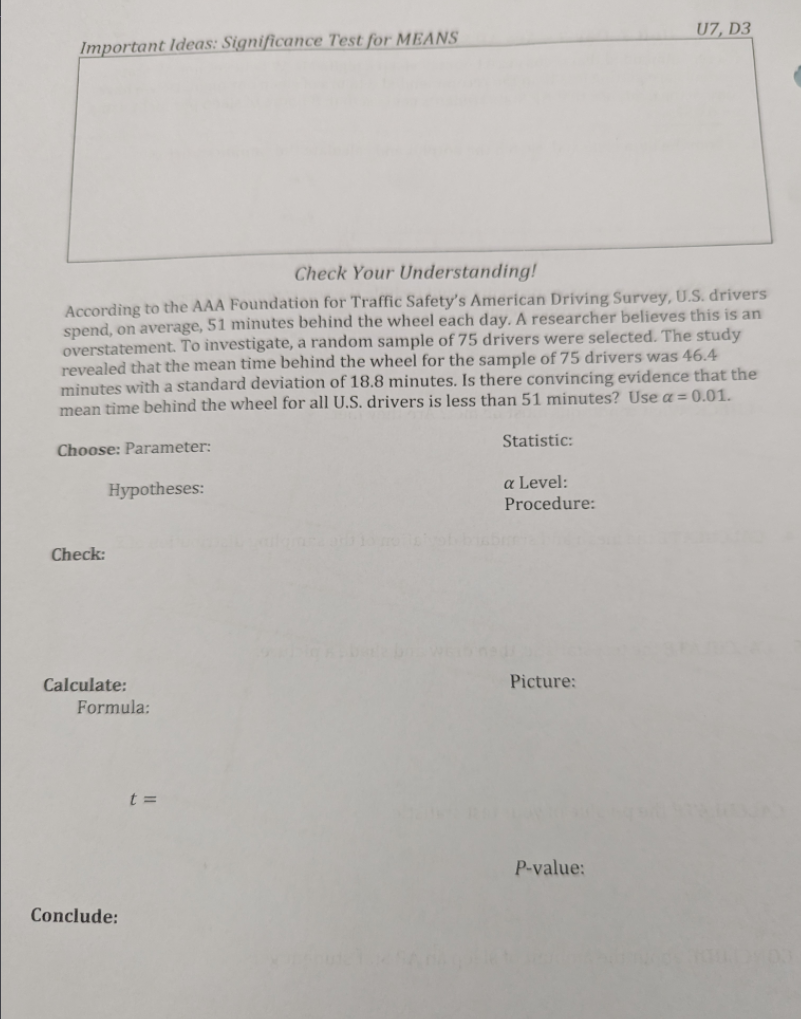 Important Ideas: Significance Test for MEANS
U7, D3
Check Your Understanding!
According to the AAA Foundation for Traffic Safety's American Driving Survey, U.S. drivers
spend, on average, 51 minutes behind the wheel each day. A researcher believes this is an
overstatement. To investigate, a random sample of 75 drivers were selected. The study
revealed that the mean time behind the wheel for the sample of 75 drivers was 46.4
minutes with a standard deviation of 18.8 minutes. Is there convincing evidence that the
mean time behind the wheel for all U.S. drivers is less than 51 minutes? Use α = 0.01.
Choose: Parameter:
Statistic:
Hypotheses:
α Level:
Procedure:
Check:
Calculate:
Picture:
Formula:
t =
P-value:
Conclude: